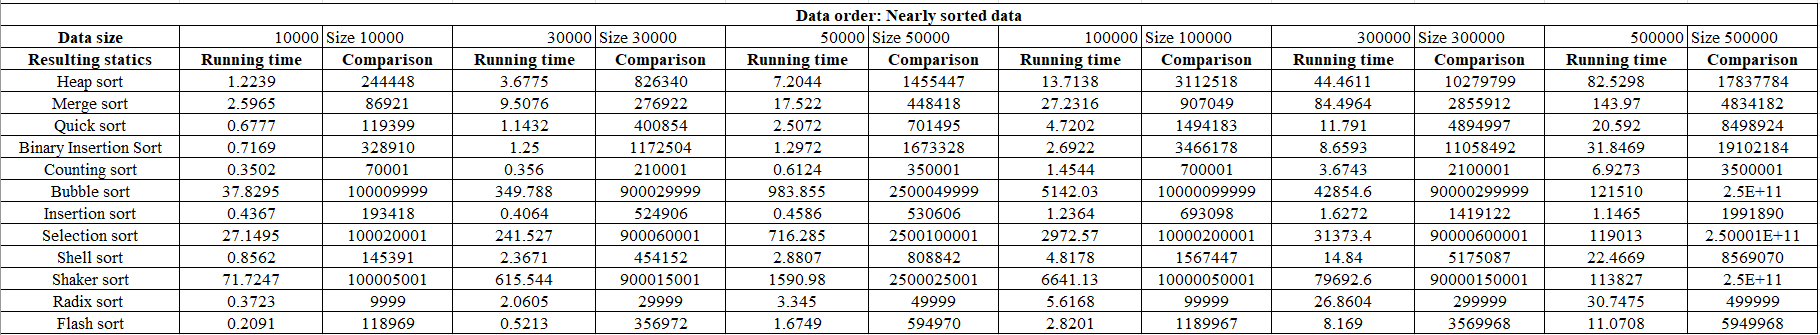 Data order: Nearly sorted data
Data size 10000 Size 10000 30000 Size 30000 50000 Size 50000 100000 Size 100000 300000 Size 300000 500000 Size 500000
Resulting statics Running time Comparison Running time Comparison Running time Comparison Running time Comparison Running time Comparison Running time Comparison
Heap sort 1.2239 244448 3.6775 826340 7.2044 1455447 13.7138 3112518 44.4611 10279799 82.5298 17837784
Merge sort 2.5965 86921 9.5076 276922 17.522 448418 27.2316 907049 84.4964 2855912 143.97 4834182
Quick sort 0.6777 119399 1.1432 400854 2.5072 701495 4.7202 1494183 11.791 4894997 20.592 8498924
Binary Insertion Sort 0.7169 328910 1.25 1172504 1.2972 1673328 2.6922 3466178 8.6593 11058492 31.8469 19102184
Counting sort 0.3502 70001 0.356 210001 0.6124 350001 1.4544 700001 3.6743 2100001 6.9273 3500001
Bubble sort 37.8295 100009999 349.788 900029999 983.855 2500049999 5142.03 10000099999 42854.6 90000299999 121510 2.5E+11
Insertion sort 0.4367 193418 0.4064 524906 0.4586 530606 1.2364 693098 1.6272 1419122 1.1465 1991890
Selection sort 27.1495 100020001 241.527 900060001 716.285 2500100001 2972.57 10000200001 31373.4 90000600001 119013 2.50001E+11
Shell sort 0.8562 145391 2.3671 454152 2.8807 808842 4.8178 1567447 14.84 5175087 22.4669 8569070
Shaker sort 71.7247 100005001 615.544 900015001 1590.98 2500025001 6641.13 10000050001 79692.6 90000150001 113827 2.5E+11
Radix sort 0.3723 9999 2.0605 29999 3.345 49999 5.6168 99999 26.8604 299999 30.7475 499999
Flash sort 0.2091 118969 0.5213 356972 1.6749 594970 2.8201 1189967 8.169 3569968 11.0708 5949968